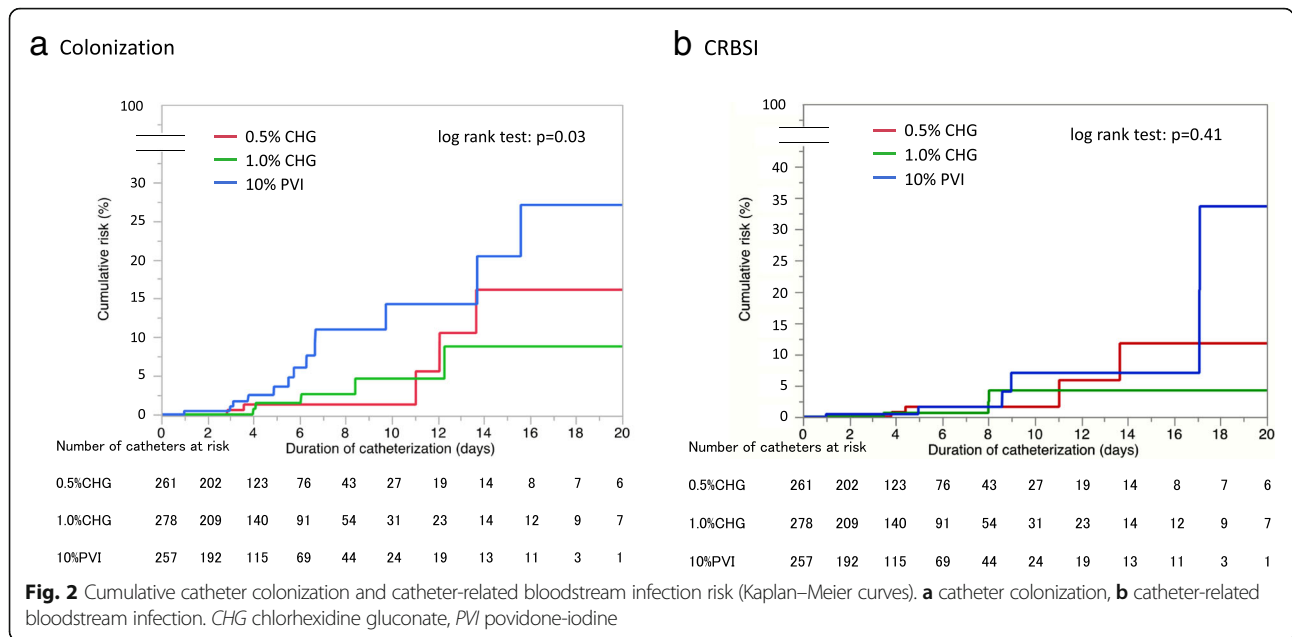 a Colonization
100
30
25
20
15
10
5
0
Cumulative risk (%)
0.5% CHG
1.0% CHG
10% PVI
log rank test: p=0.03
0 2 4 6 8 10 12 14 16 18 20
Number of catheters at risk
Duration of catheterization (days)
0.5%CHG 261 202 123 76 43 27 19 14 8 7 6
1.0%CHG 278 209 140 91 54 31 23 14 12 9 7
10%PVI 257 192 115 69 44 24 19 13 11 3 1
b CRBSI
100
40
35
30
25
20
15
10
5
0
Cumulative risk (%)
0.5% CHG
1.0% CHG
10% PVI
log rank test: p=0.41
0 2 4 6 8 10 12 14 16 18 20
Number of catheters at risk
Duration of catheterization (days)
0.5%CHG 261 202 123 76 43 27 19 14 8 7 6
1.0%CHG 278 209 140 91 54 31 23 14 12 9 7
10%PVI 257 192 115 69 44 24 19 13 11 3 1
Fig. 2 Cumulative catheter colonization and catheter-related bloodstream infection risk (Kaplan–Meier curves). a catheter colonization, b catheter-related
bloodstream infection. CHG chlorhexidine gluconate, PVI povidone-iodine